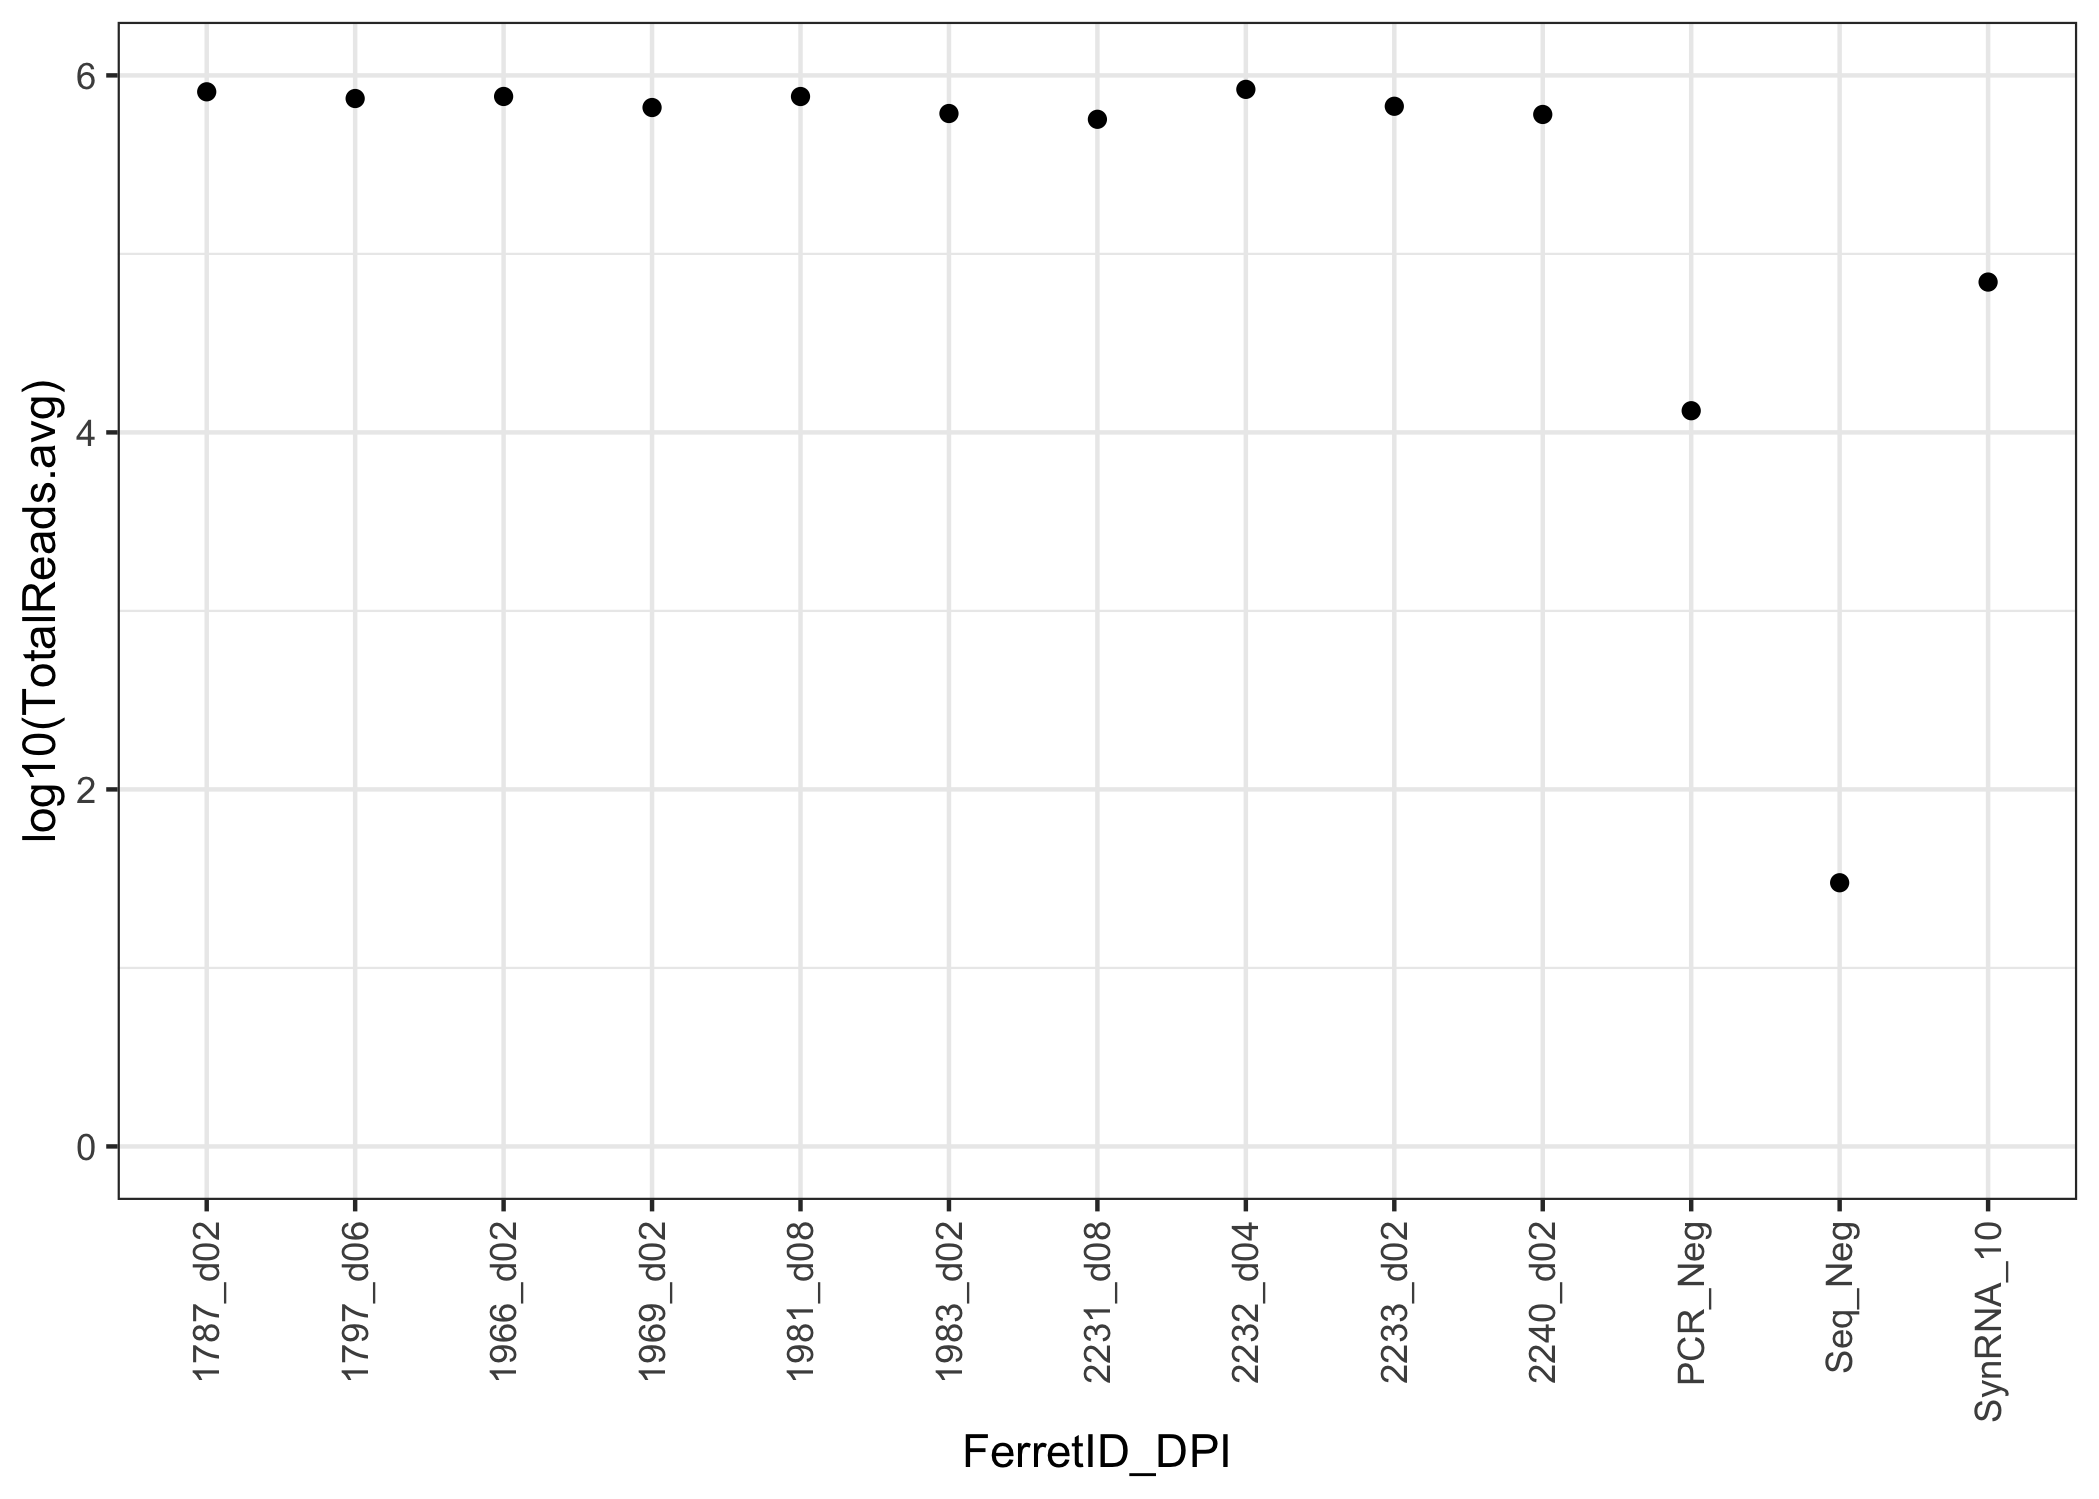 log10(TotalReads.avg)
6
4
2
0
1787_d02
1797_d06
1966_d02
1969_d02
1981_d08
1983_d02
2231_d08
2232_d04
2233_d02
2240_d02
PCR_Neg
Seq_Neg
SynRNA_10
FerretID_DPI